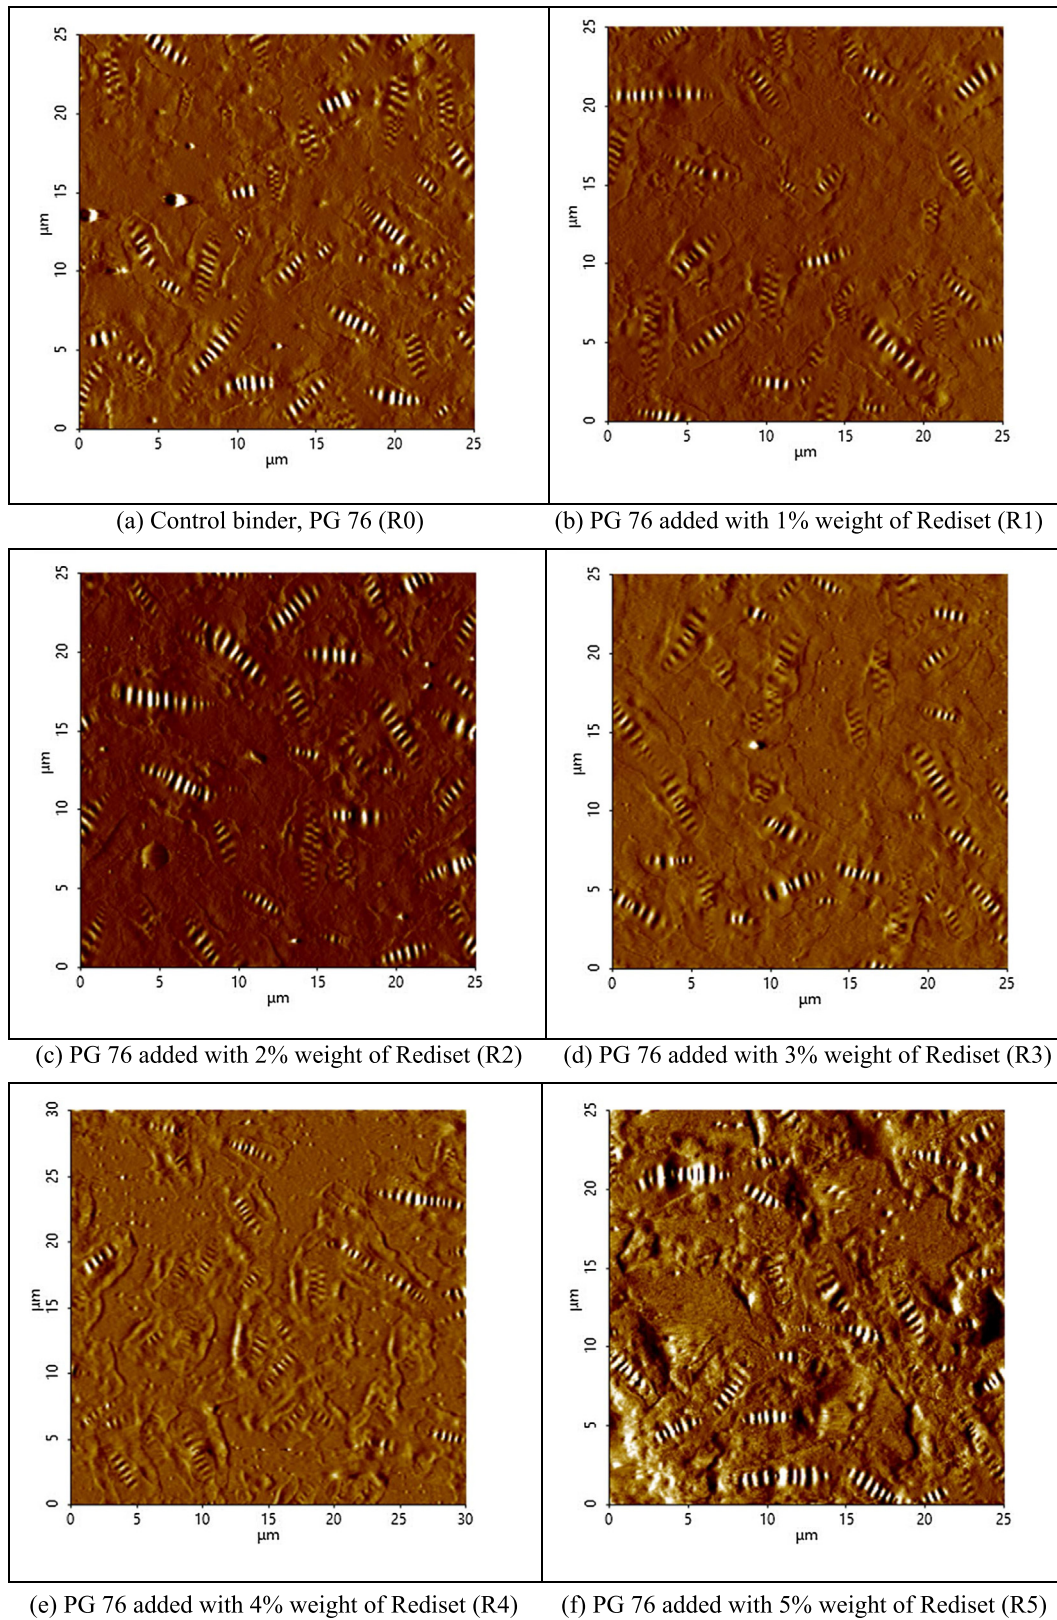 25
20
15
10
5
0
µm
0 5 10 15 20 25
µm
25
20
15
10
5
0
µm
0 5 10 15 20 25
µm
(a) Control binder, PG 76 (R0)
(b) PG 76 added with 1% weight of Rediset (R1)
25
20
15
10
5
0
µm
0 5 10 15 20 25
µm
25
20
15
10
5
0
µm
0 5 10 15 20 25
µm
(c) PG 76 added with 2% weight of Rediset (R2)
(d) PG 76 added with 3% weight of Rediset (R3)
30
25
20
15
10
5
0
µm
0 5 10 15 20 25 30
µm
25
20
15
10
5
0
µm
0 5 10 15 20 25
µm
(e) PG 76 added with 4% weight of Rediset (R4)
(f) PG 76 added with 5% weight of Rediset (R5)